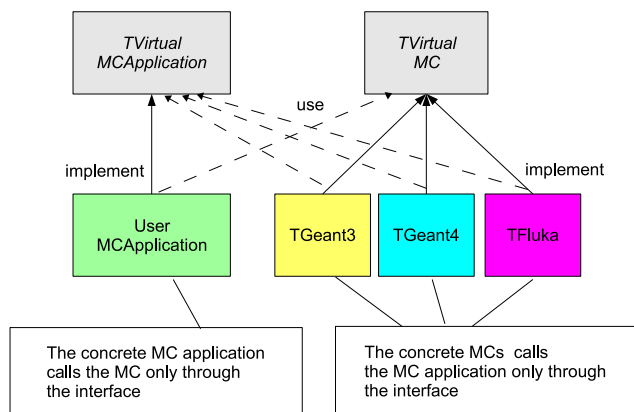 TVirtual
MCApplication
TVirtual
MC
use
implement
implement
User
MCApplication
TGeant3
TGeant4
TFluka
The concrete MC application
calls the MC only through
the interface
The concrete MCs calls
the MC application only through
the interface